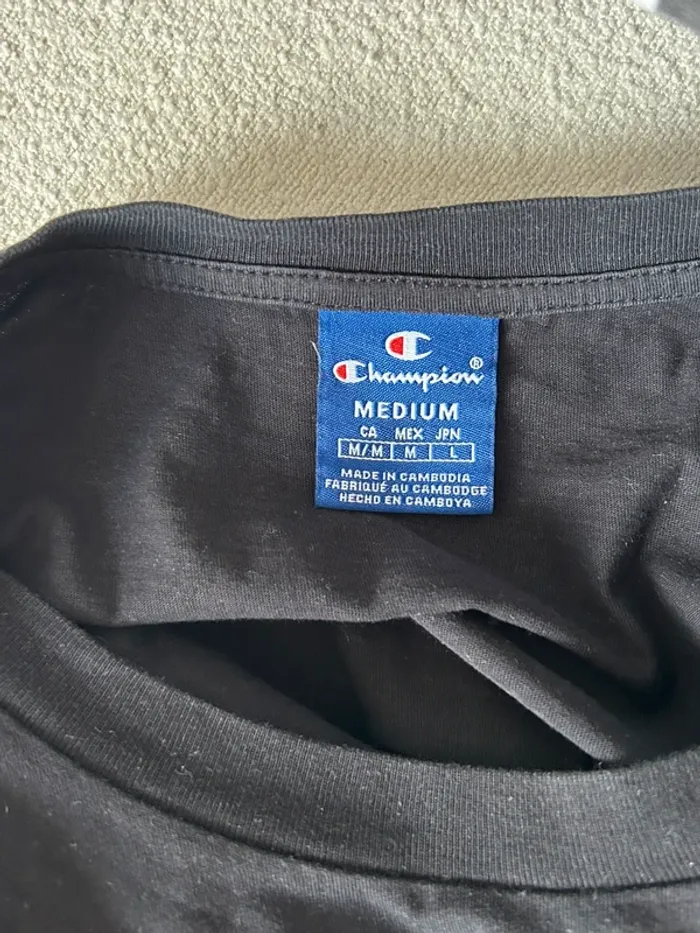 Champion®
MEDIUM
CA MEX JPN
M/M M L
MADE IN CAMBODIA
FABRIQUÉ AU CAMBODGE
HECHO EN CAMBOYA